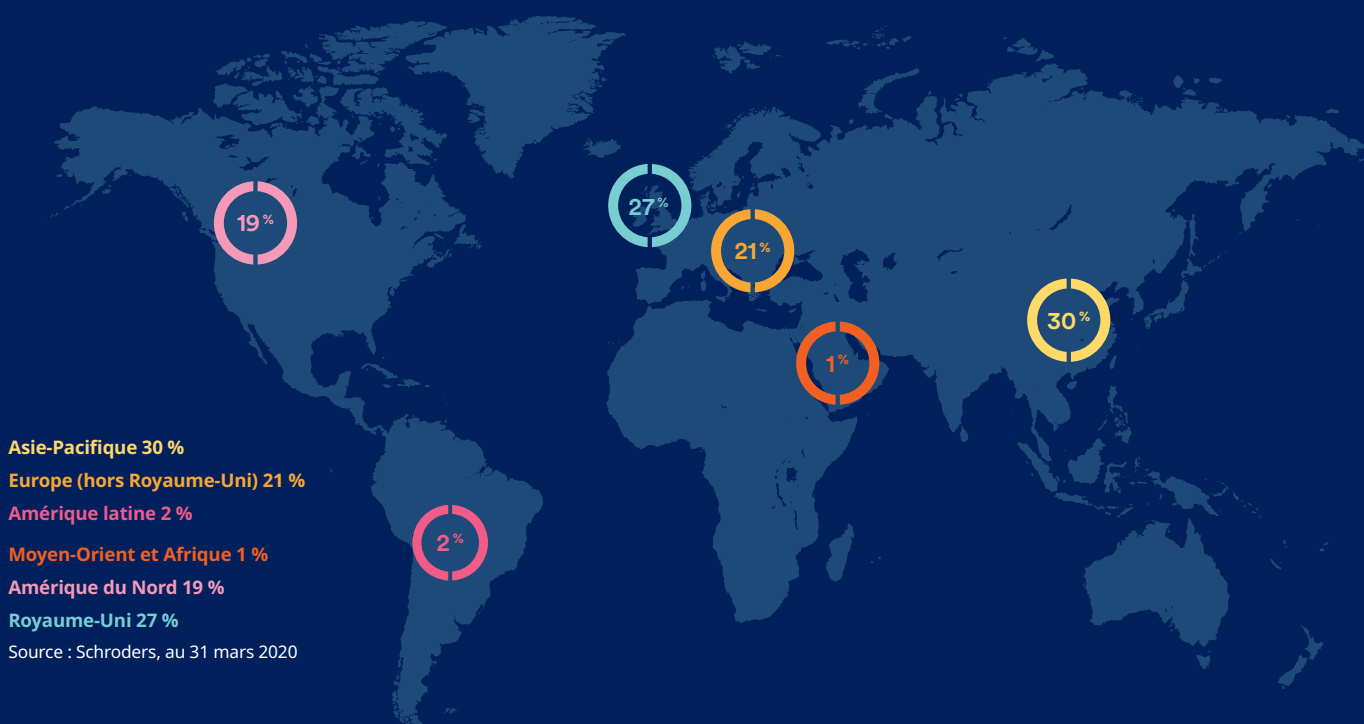 19 %
27 %
21 %
30 %
1 %
2 %
Asie-Pacifique 30 %
Europe (hors Royaume-Uni) 21 %
Amérique latine 2 %
Moyen-Orient et Afrique 1 %
Amérique du Nord 19 %
Royaume-Uni 27 %
Source : Schroders, au 31 mars 2020